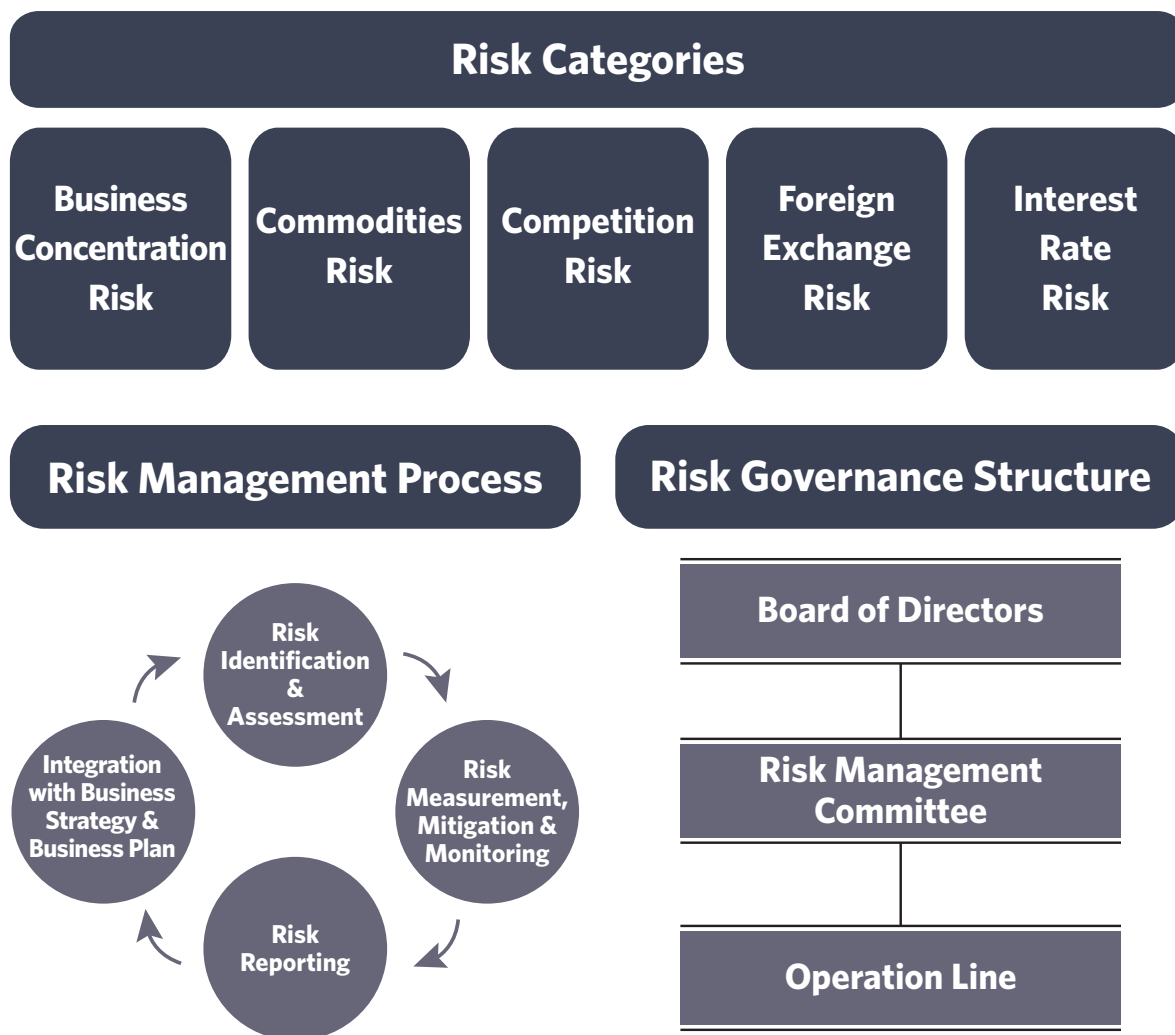 Risk Categories
Business
Concentration
Risk
Commodities
Risk
Competition
Risk
Foreign
Exchange
Risk
Interest
Rate
Risk
Risk Management Process
Risk
Identification
&
Assessment
Risk
Measurement,
Mitigation &
Monitoring
Risk
Reporting
Integration
with Business
Strategy &
Business Plan
Risk Governance Structure
Board of Directors
Risk Management
Committee
Operation Line